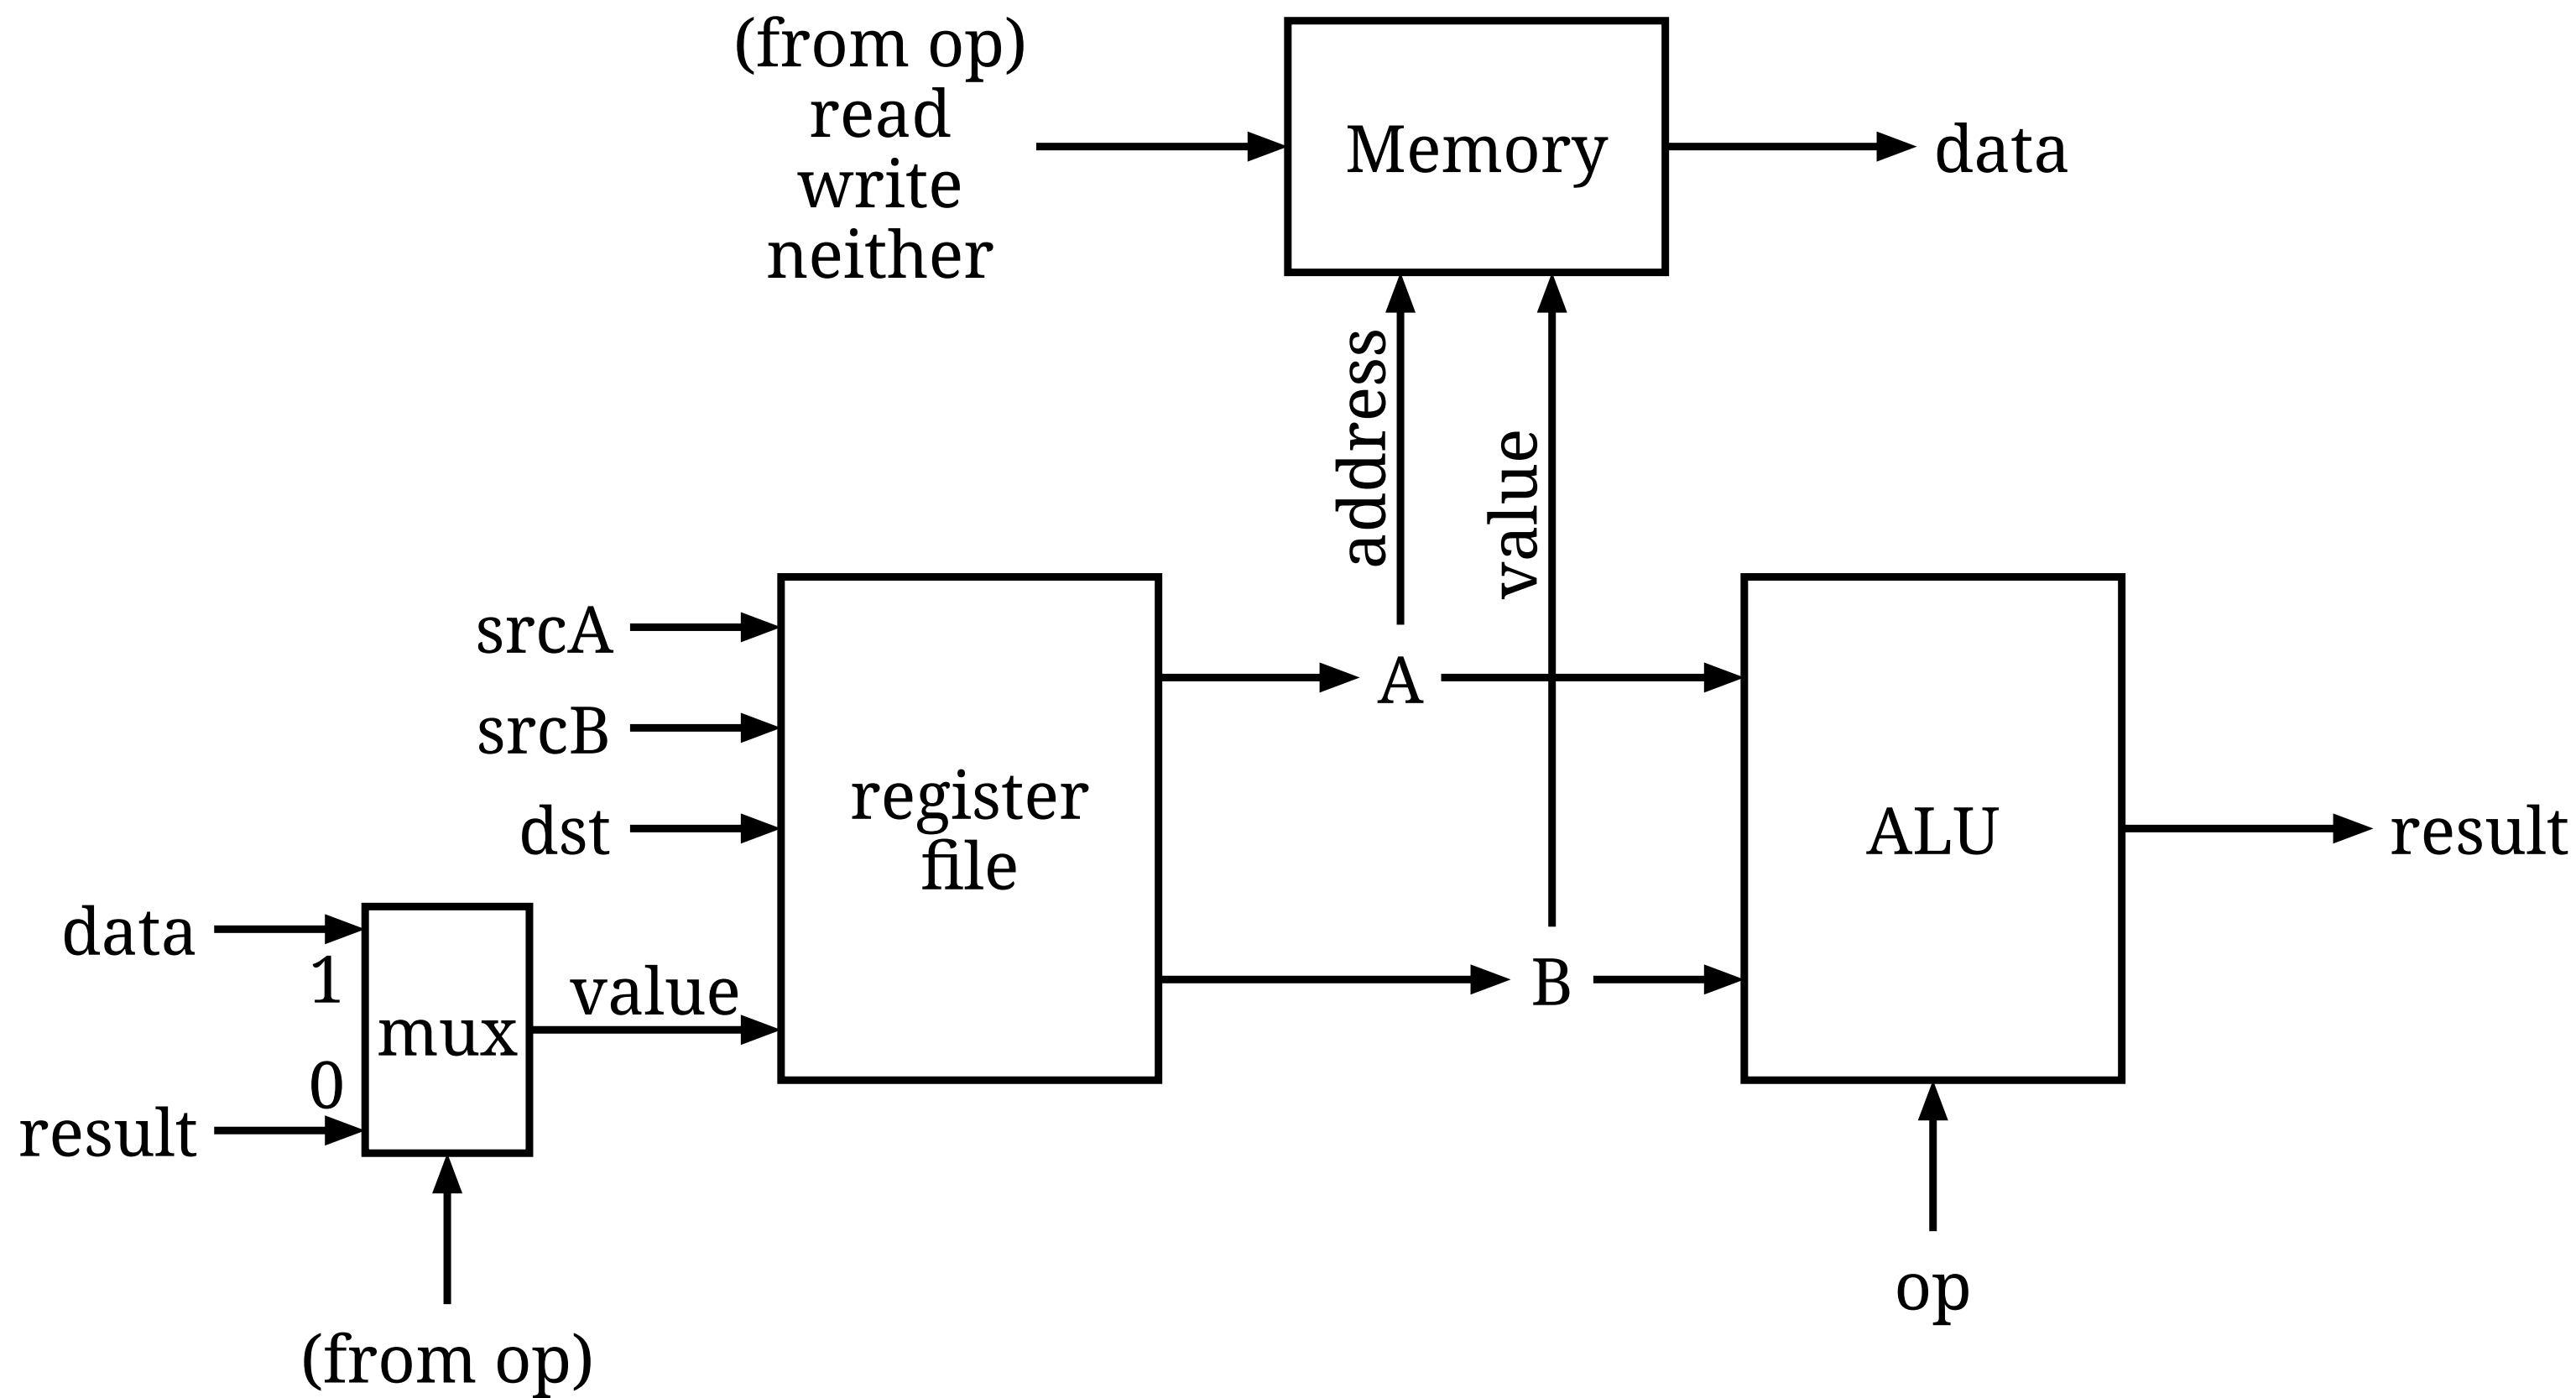 (from op)
read
write
neither
Memory
data
address
value
srcA
srcB
dst
register
file
A
B
ALU
result
data
1
mux
0
result
value
(from op)
op